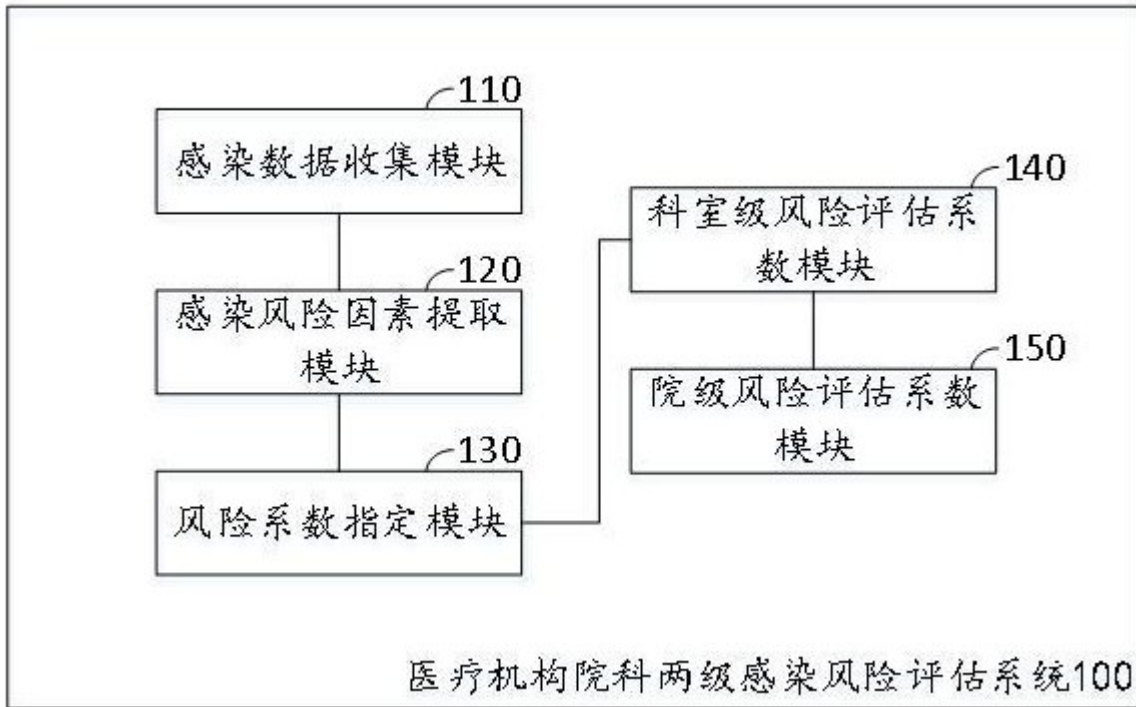 110
感染数据收集模块
120
感染风险因素提取
模块
130
风险系数指定模块
140
科室级风险评估系
数模块
150
院级风险评估系数
模块
医疗机构院科两级感染风险评估系统100